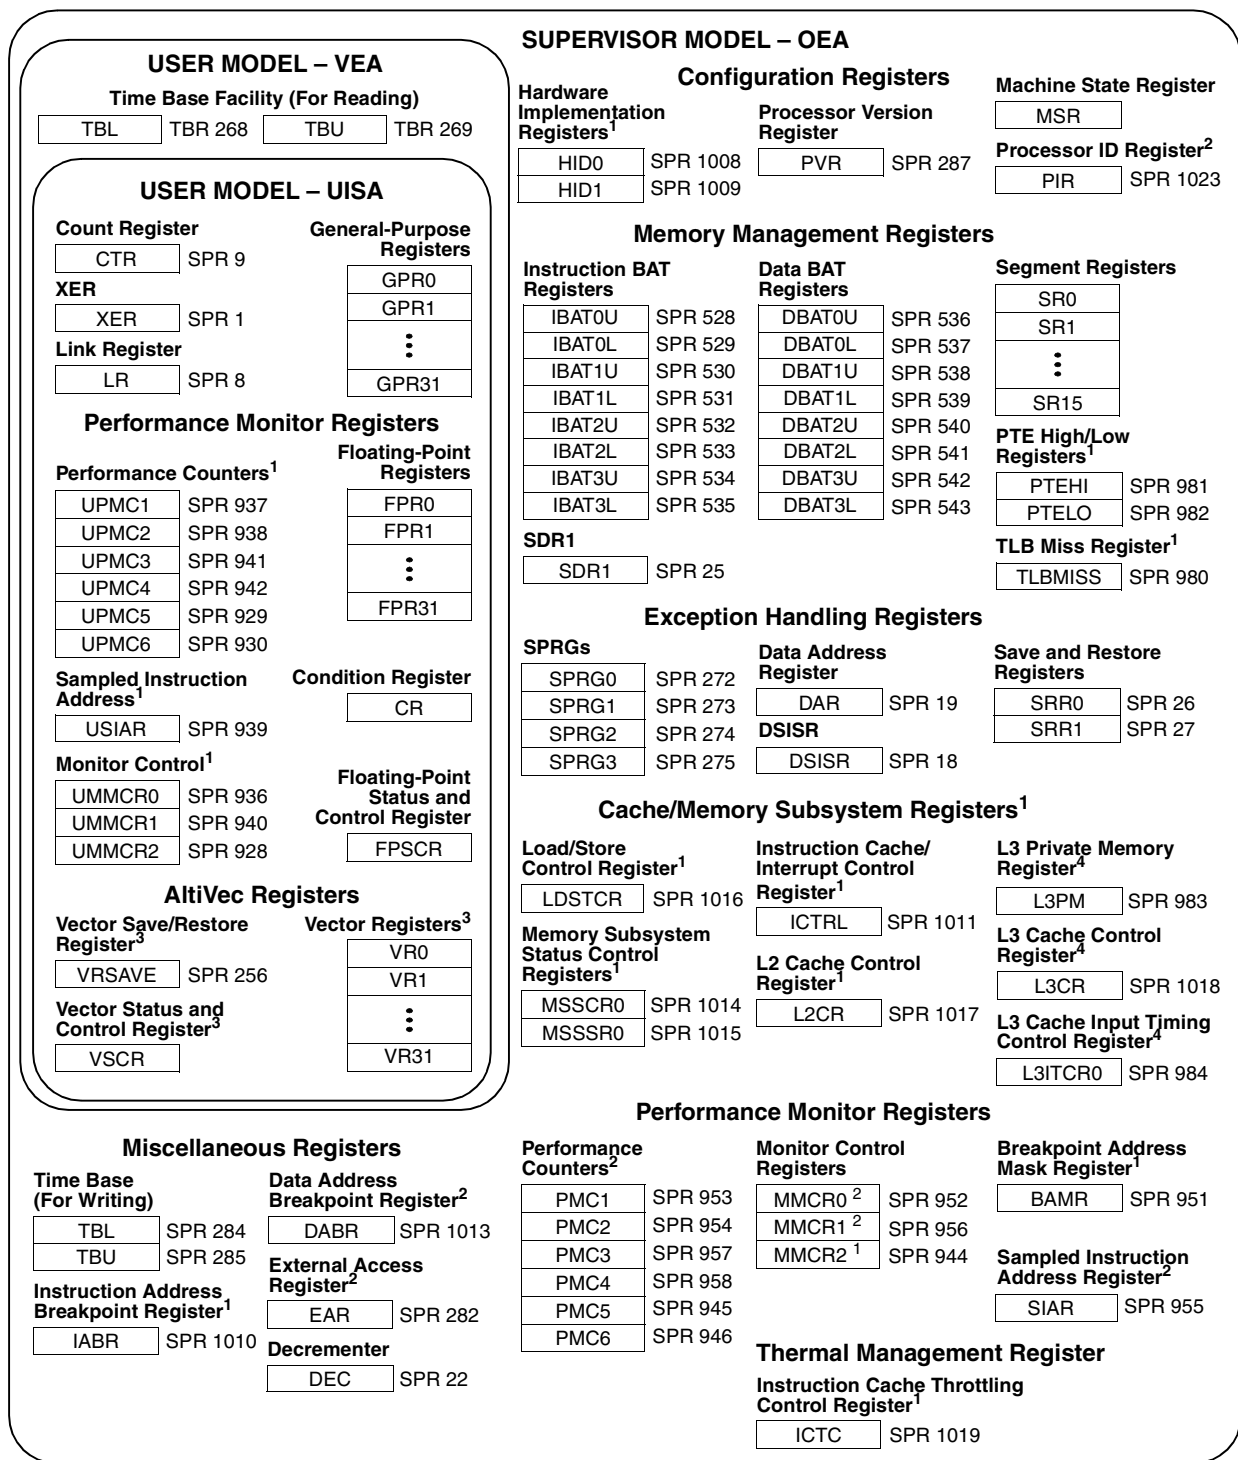 SUPERVISOR MODEL – OEA
USER MODEL – VEA
Time Base Facility (For Reading)
TBL TBR 268 TBU TBR 269
USER MODEL – UISA
Count Register
CTR SPR 9
XER
XER SPR 1
Link Register
LR SPR 8
General-Purpose
Registers
GPR0
GPR1
GPR31
Performance Monitor Registers
Performance Counters1
UPMC1 SPR 937
UPMC2 SPR 938
UPMC3 SPR 941
UPMC4 SPR 942
UPMC5 SPR 929
UPMC6 SPR 930
Floating-Point
Registers
FPR0
FPR1
FPR31
Sampled Instruction
Address1
USIAR SPR 939
Condition Register
CR
Monitor Control1
UMMCR0 SPR 936
UMMCR1 SPR 940
UMMCR2 SPR 928
Floating-Point
Status and
Control Register
FPSCR
AltiVec Registers
Vector Save/Restore
Register3
VRSAVE SPR 256
Vector Status and
Control Register3
VSCR
Vector Registers3
VR0
VR1
VR31
Configuration Registers
Hardware
Implementation
Registers1
HID0 SPR 1008
HID1 SPR 1009
Processor Version
Register
PVR SPR 287
Machine State Register
MSR
Processor ID Register2
PIR SPR 1023
Memory Management Registers
Instruction BAT
Registers
IBAT0U SPR 528
IBAT0L SPR 529
IBAT1U SPR 530
IBAT1L SPR 531
IBAT2U SPR 532
IBAT2L SPR 533
IBAT3U SPR 534
IBAT3L SPR 535
SDR1
SDR1 SPR 25
Data BAT
Registers
DBAT0U SPR 536
DBAT0L SPR 537
DBAT1U SPR 538
DBAT1L SPR 539
DBAT2U SPR 540
DBAT2L SPR 541
DBAT3U SPR 542
DBAT3L SPR 543
Segment Registers
SR0
SR1
SR15
PTE High/Low
Registers1
PTEHI SPR 981
PTELO SPR 982
TLB Miss Register1
TLBMISS SPR 980
Exception Handling Registers
SPRGs
SPRG0 SPR 272
SPRG1 SPR 273
SPRG2 SPR 274
SPRG3 SPR 275
Data Address
Register
DAR SPR 19
DSISR
DSISR SPR 18
Save and Restore
Registers
SRR0 SPR 26
SRR1 SPR 27
Cache/Memory Subsystem Registers1
Load/Store
Control Register1
LDSTCR SPR 1016
Memory Subsystem
Status Control
Registers1
MSSCR0 SPR 1014
MSSSR0 SPR 1015
Instruction Cache/
Interrupt Control
Register1
ICTRL SPR 1011
L2 Cache Control
Register1
L2CR SPR 1017
L3 Private Memory
Register4
L3PM SPR 983
L3 Cache Control
Register4
L3CR SPR 1018
L3 Cache Input Timing
Control Register4
L3ITCR0 SPR 984
Miscellaneous Registers
Time Base
(For Writing)
TBL SPR 284
TBU SPR 285
Instruction Address
Breakpoint Register1
IABR SPR 1010
Data Address
Breakpoint Register2
DABR SPR 1013
External Access
Register2
EAR SPR 282
Decrementer
DEC SPR 22
Performance Monitor Registers
Performance
Counters2
PMC1 SPR 953
PMC2 SPR 954
PMC3 SPR 957
PMC4 SPR 958
PMC5 SPR 945
PMC6 SPR 946
Monitor Control
Registers
MMCR0 2 SPR 952
MMCR1 2 SPR 956
MMCR2 1 SPR 944
Breakpoint Address
Mask Register1
BAMR SPR 951
Sampled Instruction
Address Register2
SIAR SPR 955
Thermal Management Register
Instruction Cache Throttling
Control Register1
ICTC SPR 1019